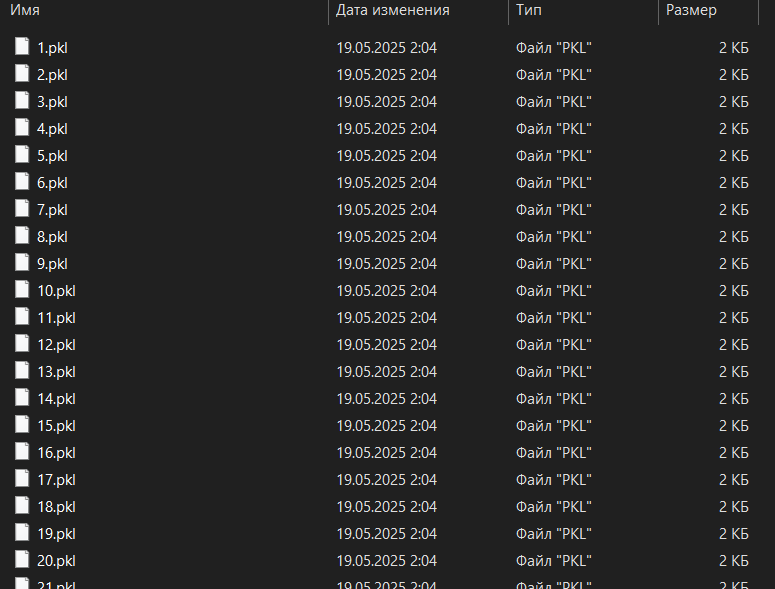 Имя Дата изменения Тип Размер
1.pkl 19.05.2025 2:04 Файл "PKL" 2 КБ
2.pkl 19.05.2025 2:04 Файл "PKL" 2 КБ
3.pkl 19.05.2025 2:04 Файл "PKL" 2 КБ
4.pkl 19.05.2025 2:04 Файл "PKL" 2 КБ
5.pkl 19.05.2025 2:04 Файл "PKL" 2 КБ
6.pkl 19.05.2025 2:04 Файл "PKL" 2 КБ
7.pkl 19.05.2025 2:04 Файл "PKL" 2 КБ
8.pkl 19.05.2025 2:04 Файл "PKL" 2 КБ
9.pkl 19.05.2025 2:04 Файл "PKL" 2 КБ
10.pkl 19.05.2025 2:04 Файл "PKL" 2 КБ
11.pkl 19.05.2025 2:04 Файл "PKL" 2 КБ
12.pkl 19.05.2025 2:04 Файл "PKL" 2 КБ
13.pkl 19.05.2025 2:04 Файл "PKL" 2 КБ
14.pkl 19.05.2025 2:04 Файл "PKL" 2 КБ
15.pkl 19.05.2025 2:04 Файл "PKL" 2 КБ
16.pkl 19.05.2025 2:04 Файл "PKL" 2 КБ
17.pkl 19.05.2025 2:04 Файл "PKL" 2 КБ
18.pkl 19.05.2025 2:04 Файл "PKL" 2 КБ
19.pkl 19.05.2025 2:04 Файл "PKL" 2 КБ
20.pkl 19.05.2025 2:04 Файл "PKL" 2 КБ
21.pkl 19.05.2025 2:04 Файл "PKL" 2 КБ